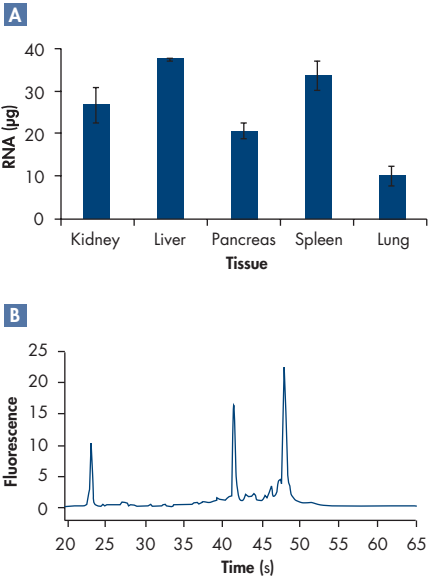 A
RNA (µg)
40
30
20
10
0
Kidney Liver Pancreas Spleen Lung
Tissue
B
Fluorescence
25
20
15
10
5
0
20 25 30 35 40 45 50 55 60 65
Time (s)